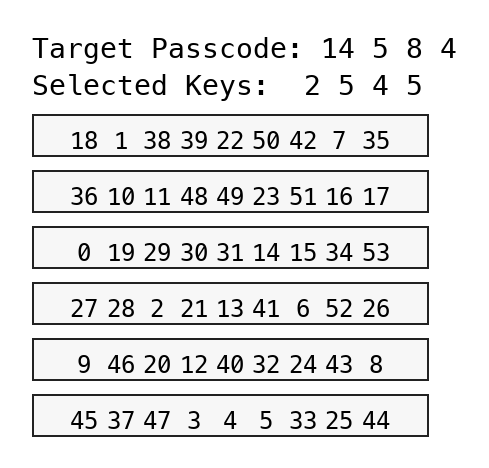 Target Passcode: 14 5 8 4
Selected Keys: 2 5 4 5
18 1 38 39 22 50 42 7 35
36 10 11 48 49 23 51 16 17
0 19 29 30 31 14 15 34 53
27 28 2 21 13 41 6 52 26
9 46 20 12 40 32 24 43 8
45 37 47 3 4 5 33 25 44